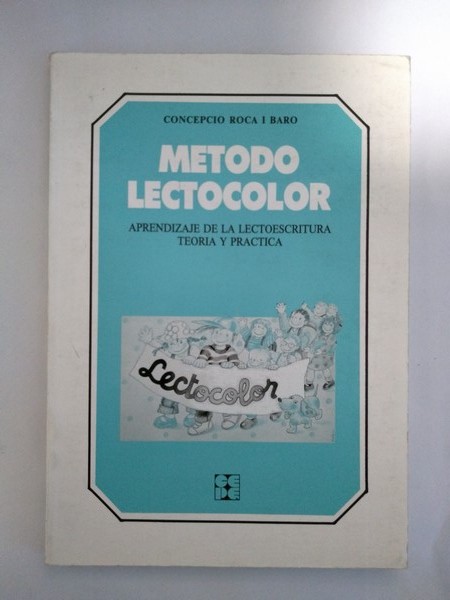 CONCEPCIO ROCA I BARO
METODO
LECTOCOLOR
APRENDIZAJE DE LA LECTOESCRITURA
TEORIA Y PRACTICA
Lectocolor
CE
DE